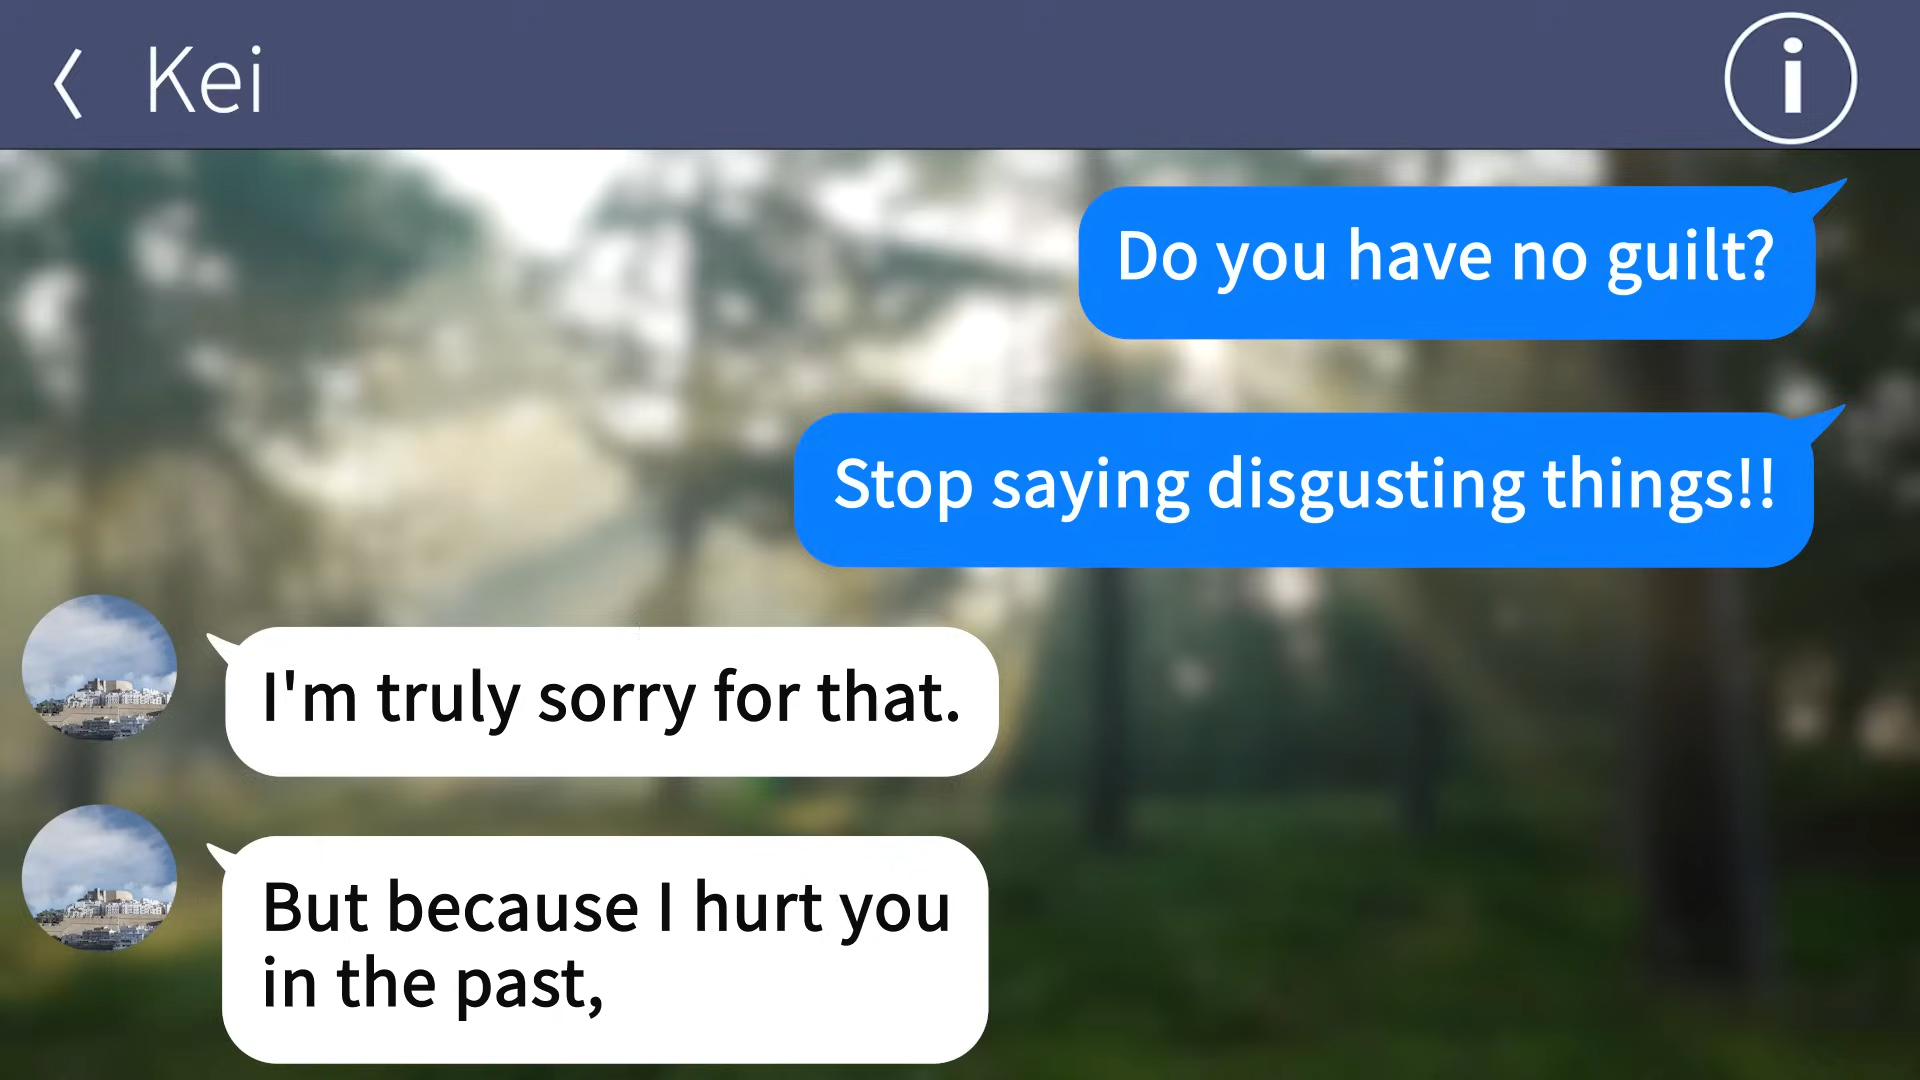 Kei
Do you have no guilt?
Stop saying disgusting things!!
I'm truly sorry for that.
But because I hurt you
in the past,